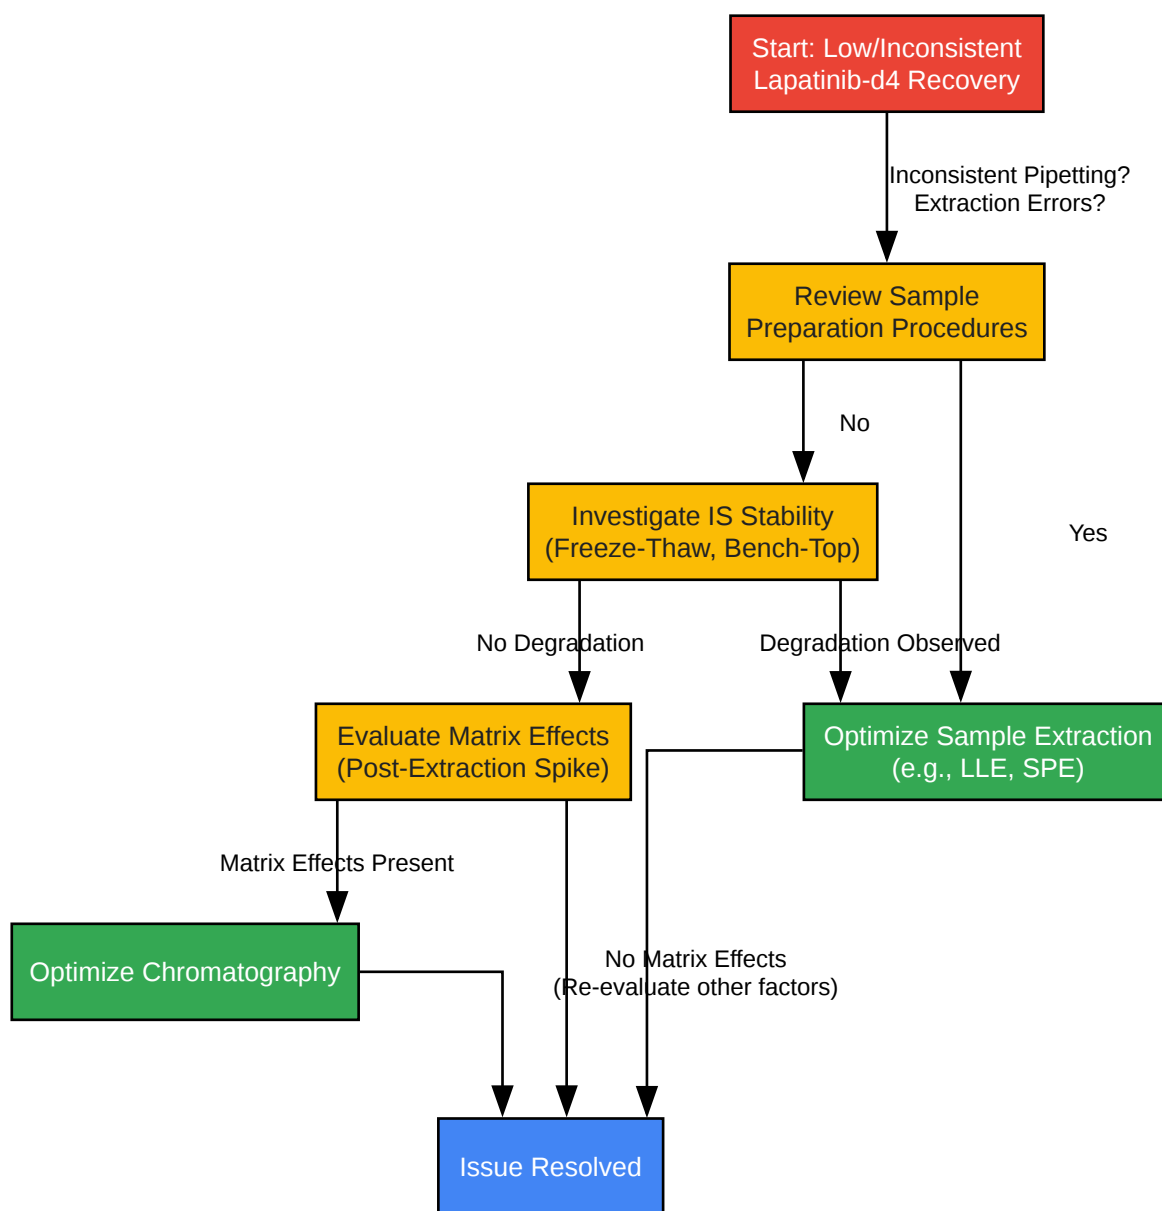 Start: Low/Inconsistent
Lapatinib-d4 Recovery
Inconsistent Pipetting?
Extraction Errors?
Review Sample
Preparation Procedures
No
Investigate IS Stability
(Freeze-Thaw, Bench-Top)
Yes
No Degradation
Degradation Observed
Evaluate Matrix Effects
(Post-Extraction Spike)
Optimize Sample Extraction
(e.g., LLE, SPE)
Matrix Effects Present
Optimize Chromatography
No Matrix Effects
(Re-evaluate other factors)
Issue Resolved